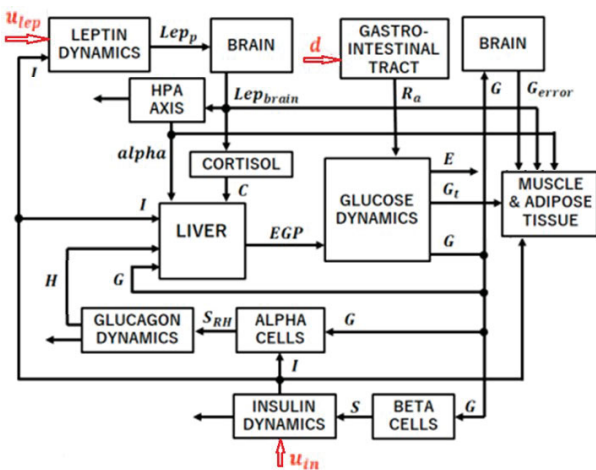 u_lep
LEPTIN
DYNAMICS
Lep_p
BRAIN
GASTRO-
INTESTINAL
TRACT
d
BRAIN
I
HPA
AXIS
Lep_brain
R_a
G
G_error
alpha
CORTISOL
C
GLUCOSE
DYNAMICS
E
G_t
G
MUSCLE
& ADIPOSE
TISSUE
I
LIVER
EGP
H
G
GLUCAGON
DYNAMICS
S_RH
ALPHA
CELLS
G
I
INSULIN
DYNAMICS
S
BETA
CELLS
G
u_in